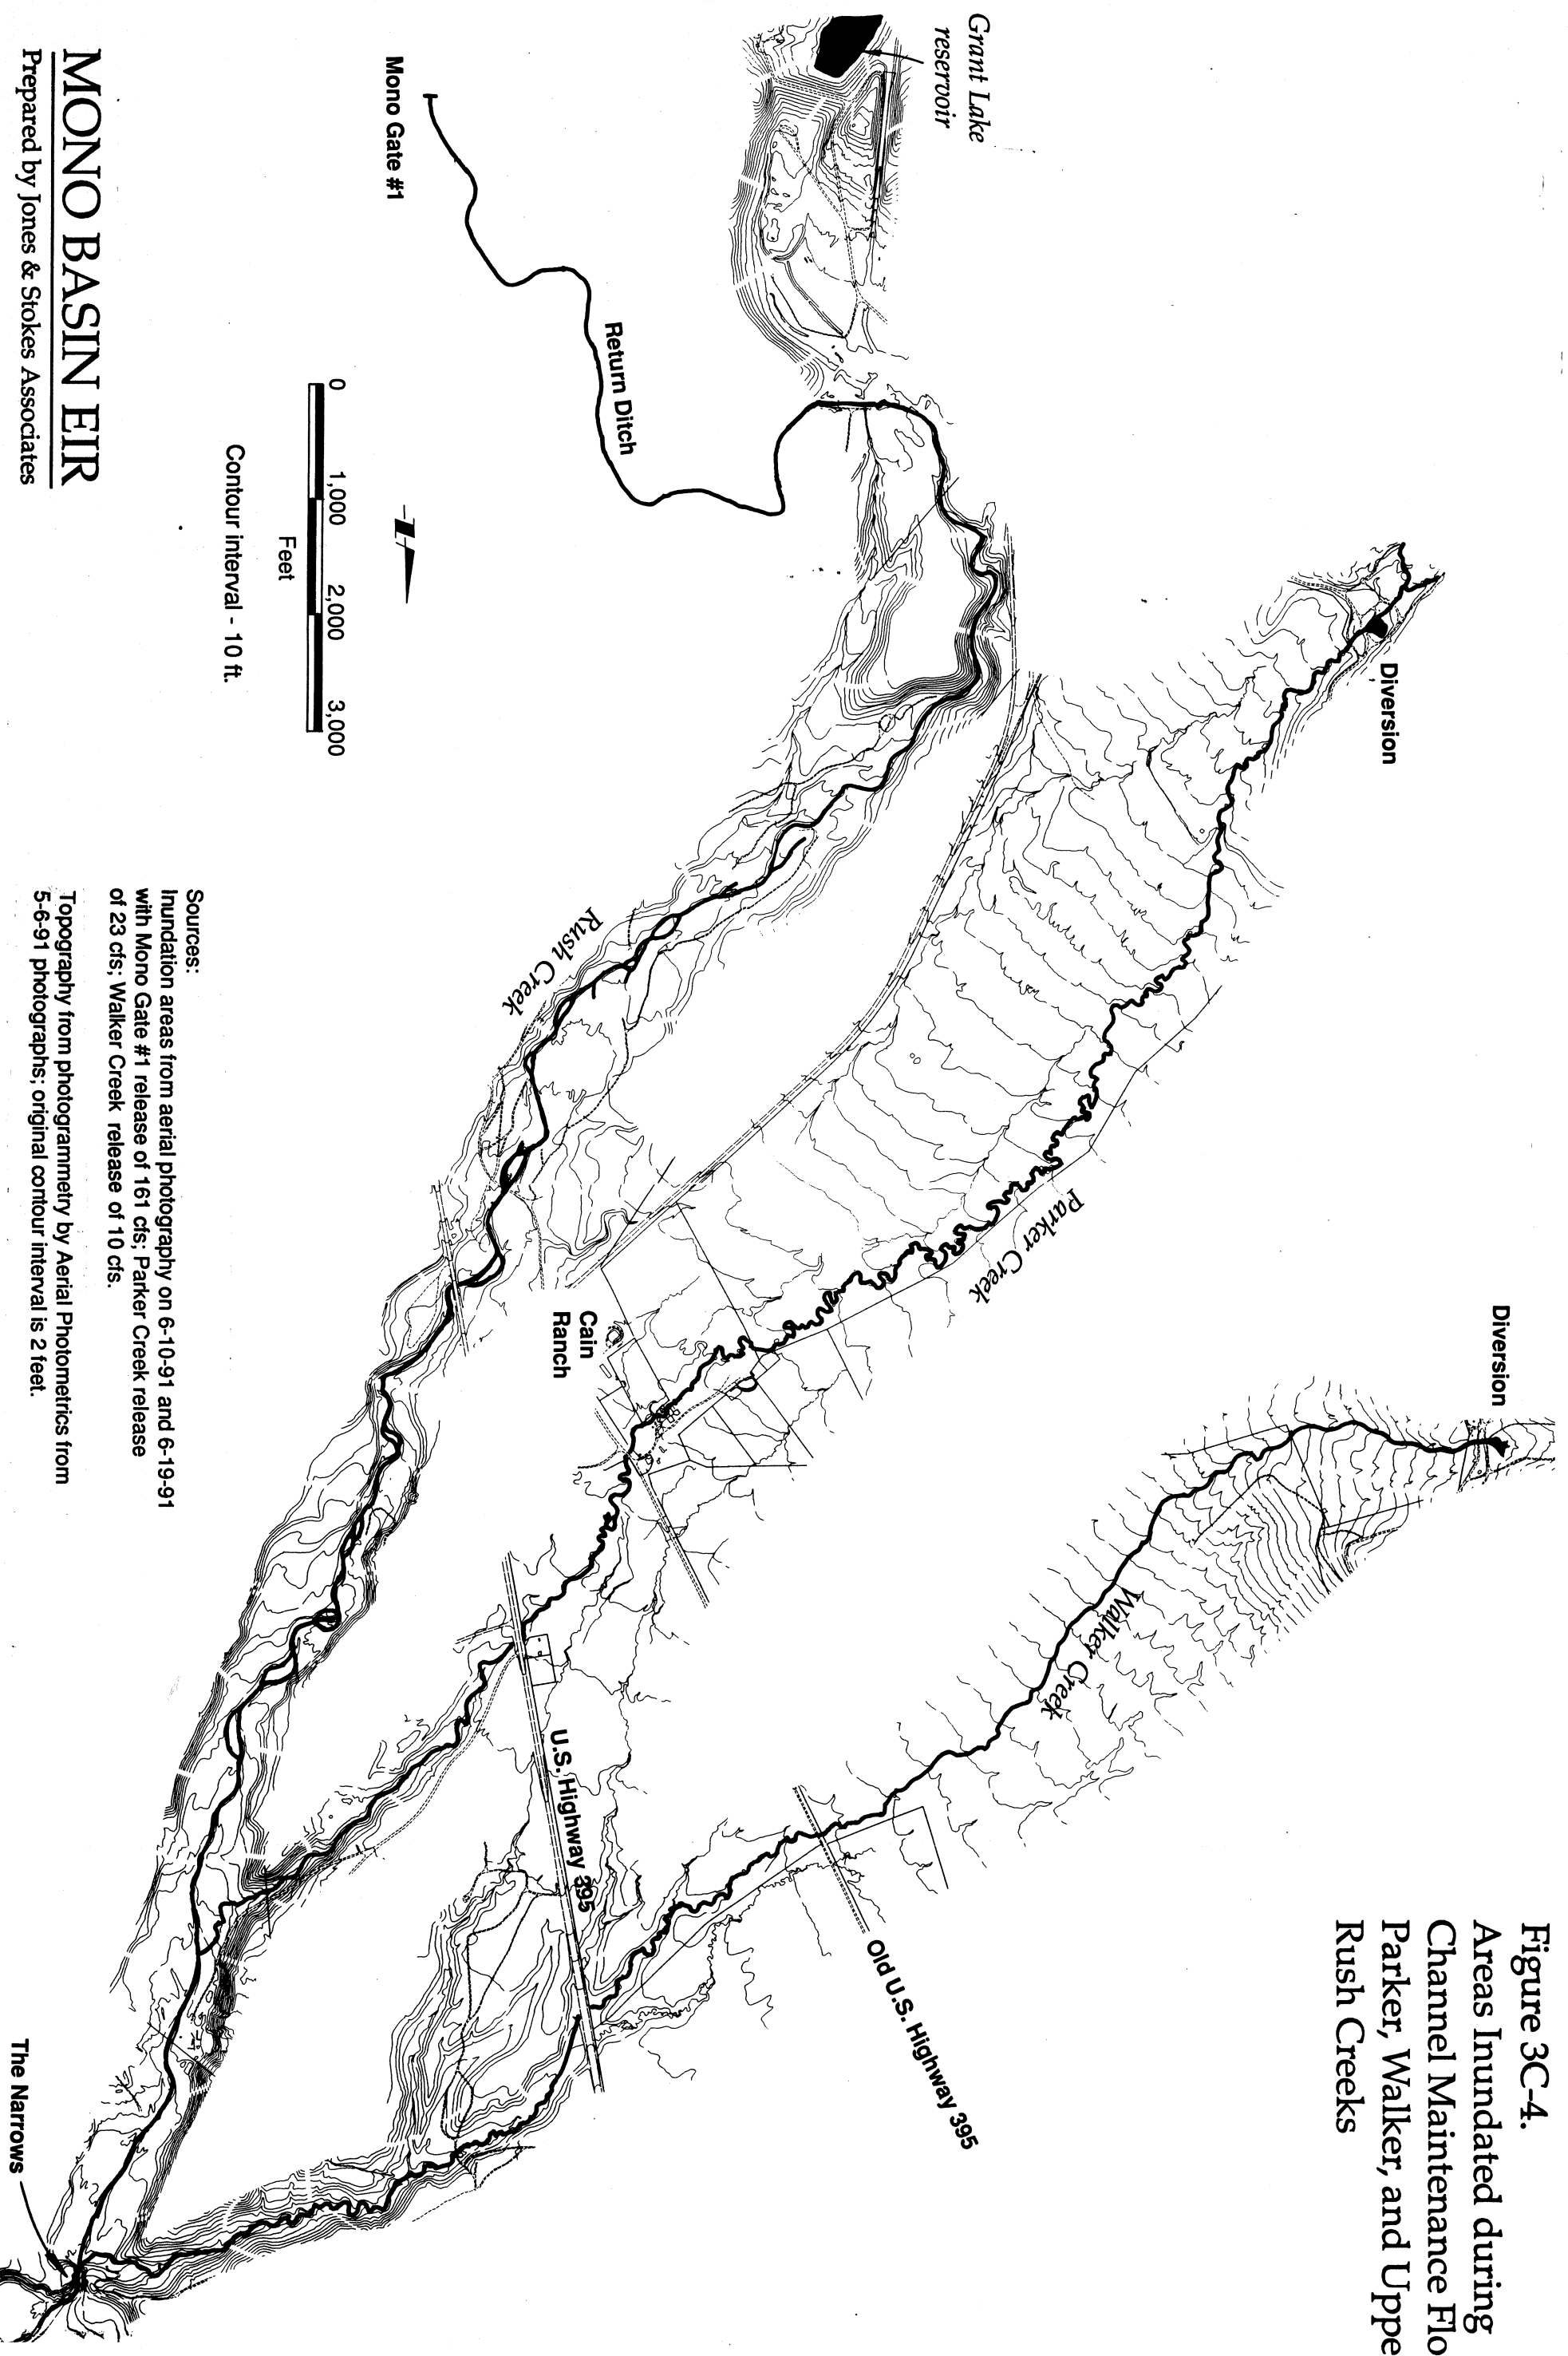 Figure 3C-4.
Areas Inundated during
Channel Maintenance Flo
Parker, Walker, and Uppe
Rush Creeks
Diversion
Diversion
Walker Creek
Old U.S. Highway 395
Parker Creek
Grant Lake
reservoir
U.S. Highway 395
Cain
Ranch
Return Ditch
Rush Creek
Mono Gate #1
0
1,000
2,000
3,000
Feet
Contour interval - 10 ft.
Sources:
Inundation areas from aerial photography on 6-10-91 and 6-19-91
with Mono Gate #1 release of 161 cfs; Parker Creek release
of 23 cfs; Walker Creek release of 10 cfs.
Topography from photogrammetry by Aerial Photometrics from
5-6-91 photographs; original contour interval is 2 feet.
The Narrows
MONO BASIN EIR
Prepared by Jones & Stokes Associates